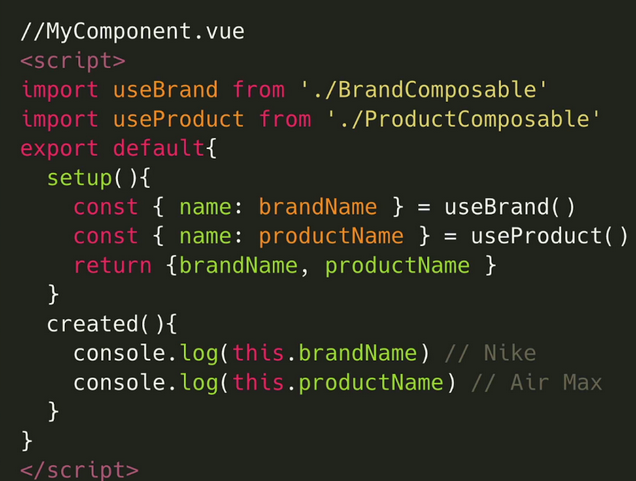 //MyComponent.vue
<script>
import useBrand from './BrandComposable'
import useProduct from './ProductComposable'
export default{
  setup(){
    const { name: brandName } = useBrand()
    const { name: productName } = useProduct()
    return {brandName, productName }
  }
  created(){
    console.log(this.brandName) // Nike
    console.log(this.productName) // Air Max
  }
}
</script>